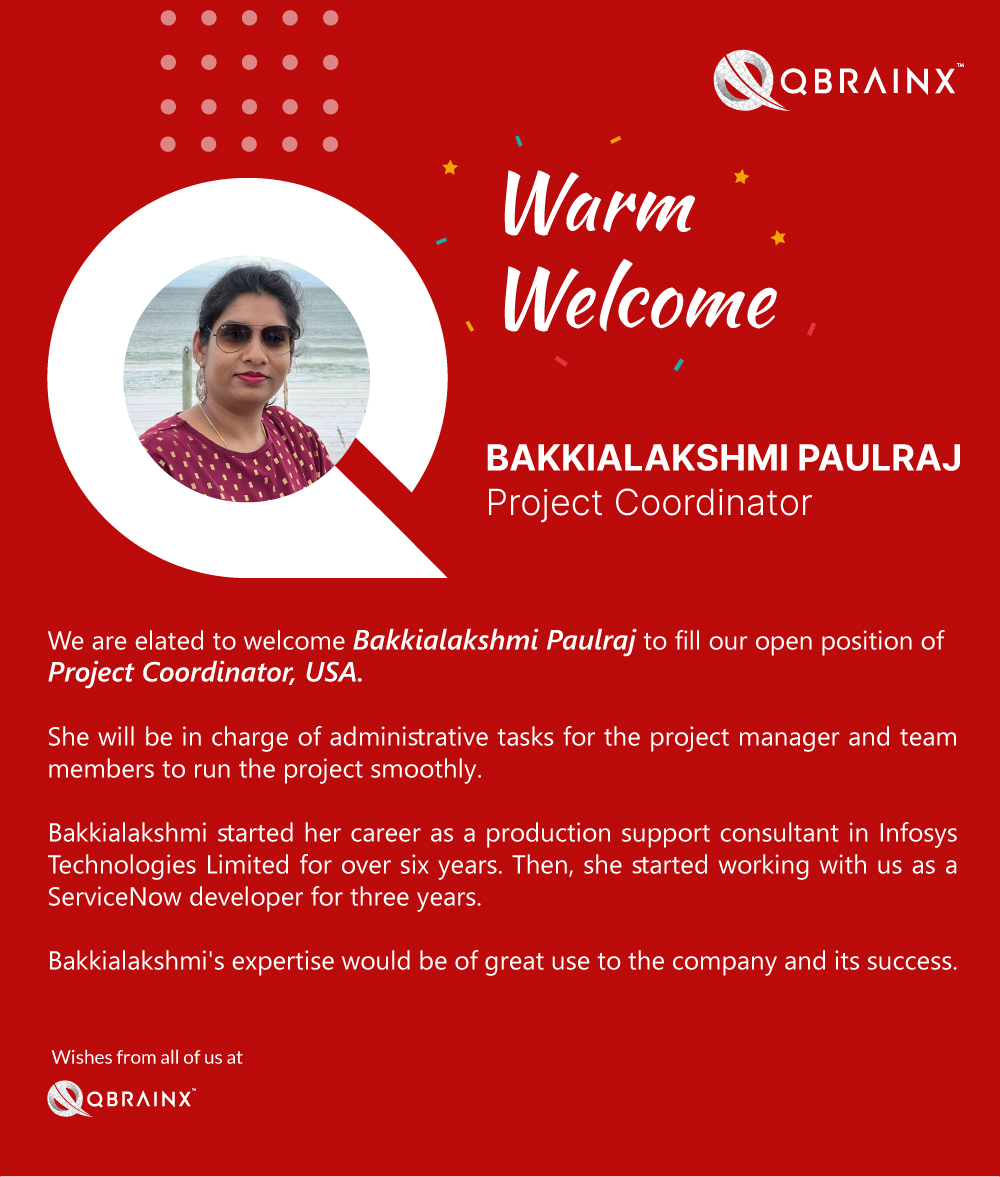 QBRAINX™
Warm
Welcome
BAKKIALAKSHMI PAULRAJ
Project Coordinator
We are elated to welcome Bakkialakshmi Paulraj to fill our open position of
Project Coordinator, USA.
She will be in charge of administrative tasks for the project manager and team
members to run the project smoothly.
Bakkialakshmi started her career as a production support consultant in Infosys
Technologies Limited for over six years. Then, she started working with us as a
ServiceNow developer for three years.
Bakkialakshmi's expertise would be of great use to the company and its success.
Wishes from all of us at
QBRAINX™